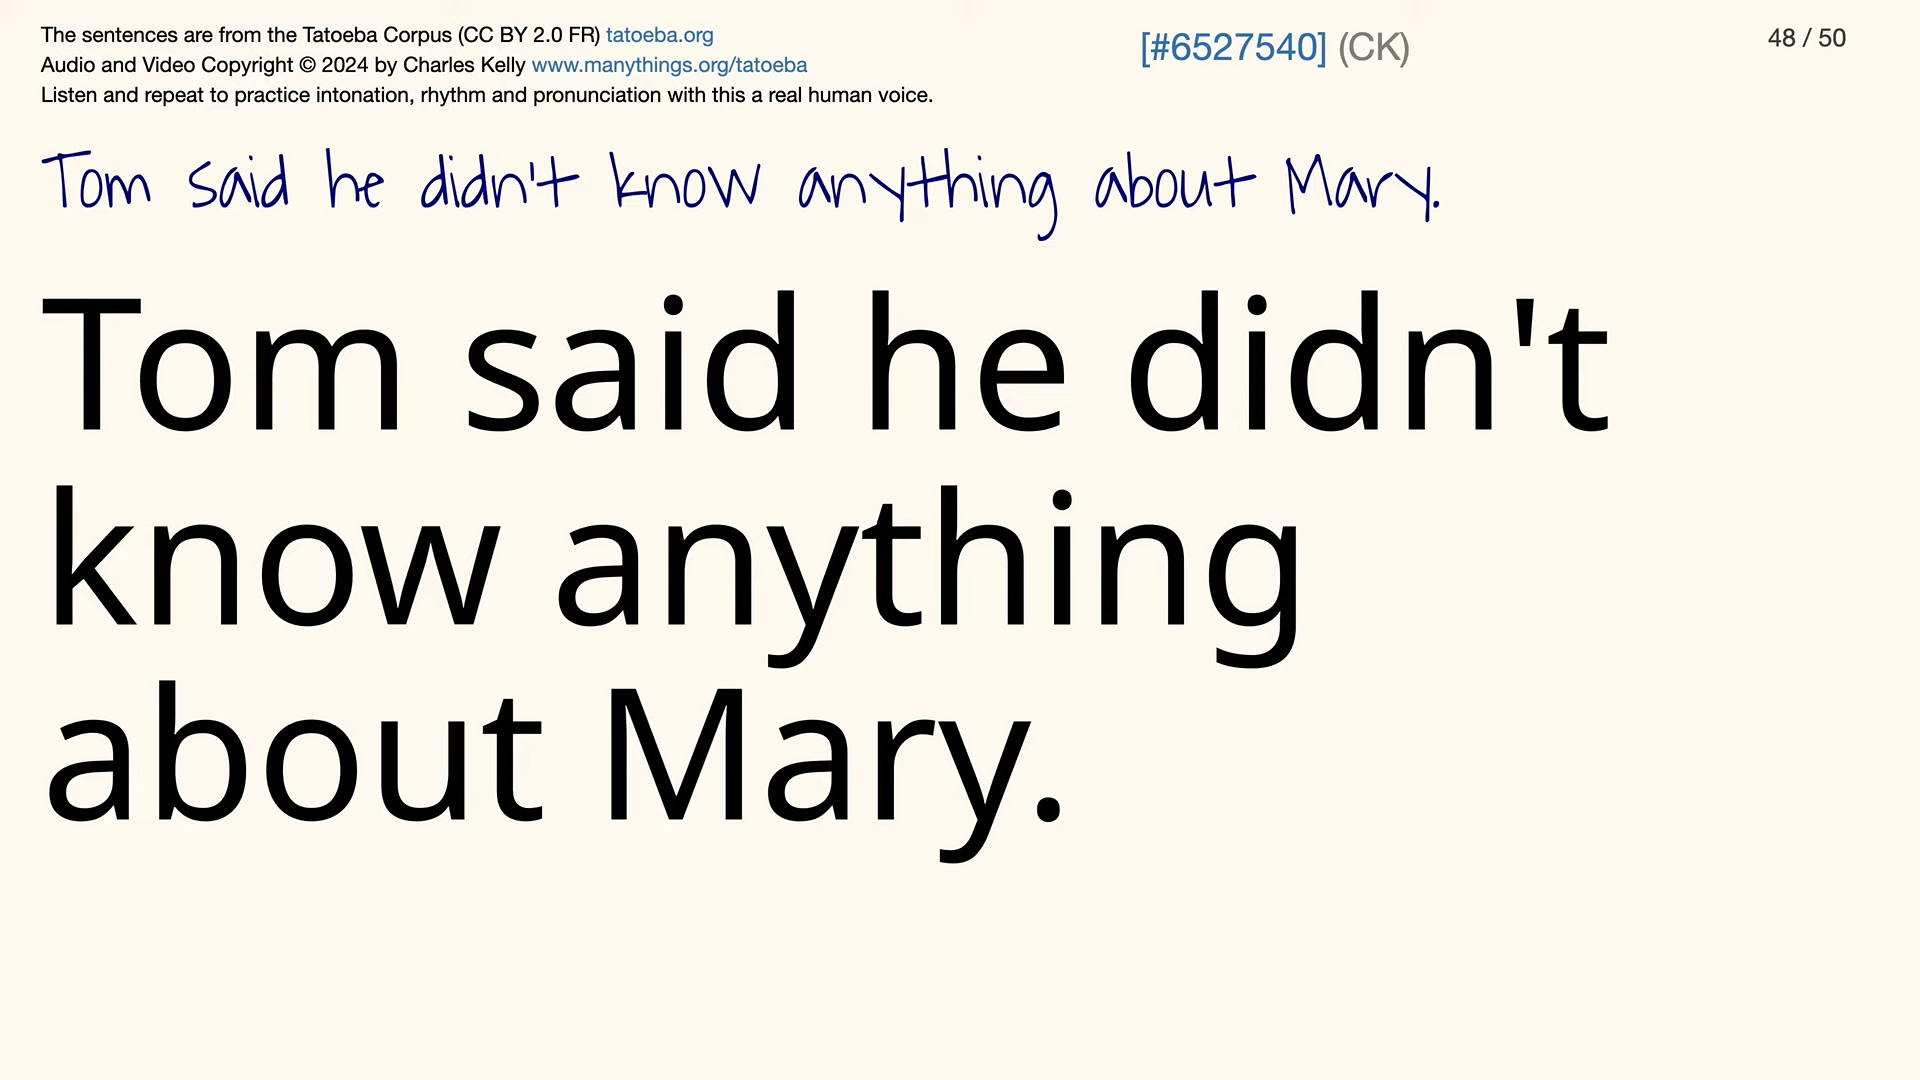 The sentences are from the Tatoeba Corpus (CC BY 2.0 FR) tatoeba.org
Audio and Video Copyright © 2024 by Charles Kelly www.manythings.org/tatoeba
Listen and repeat to practice intonation, rhythm and pronunciation with this a real human voice.
[#6527540] (CK)
48 / 50
Tom said he didn't know anything about Mary.
Tom said he didn't
know anything
about Mary.